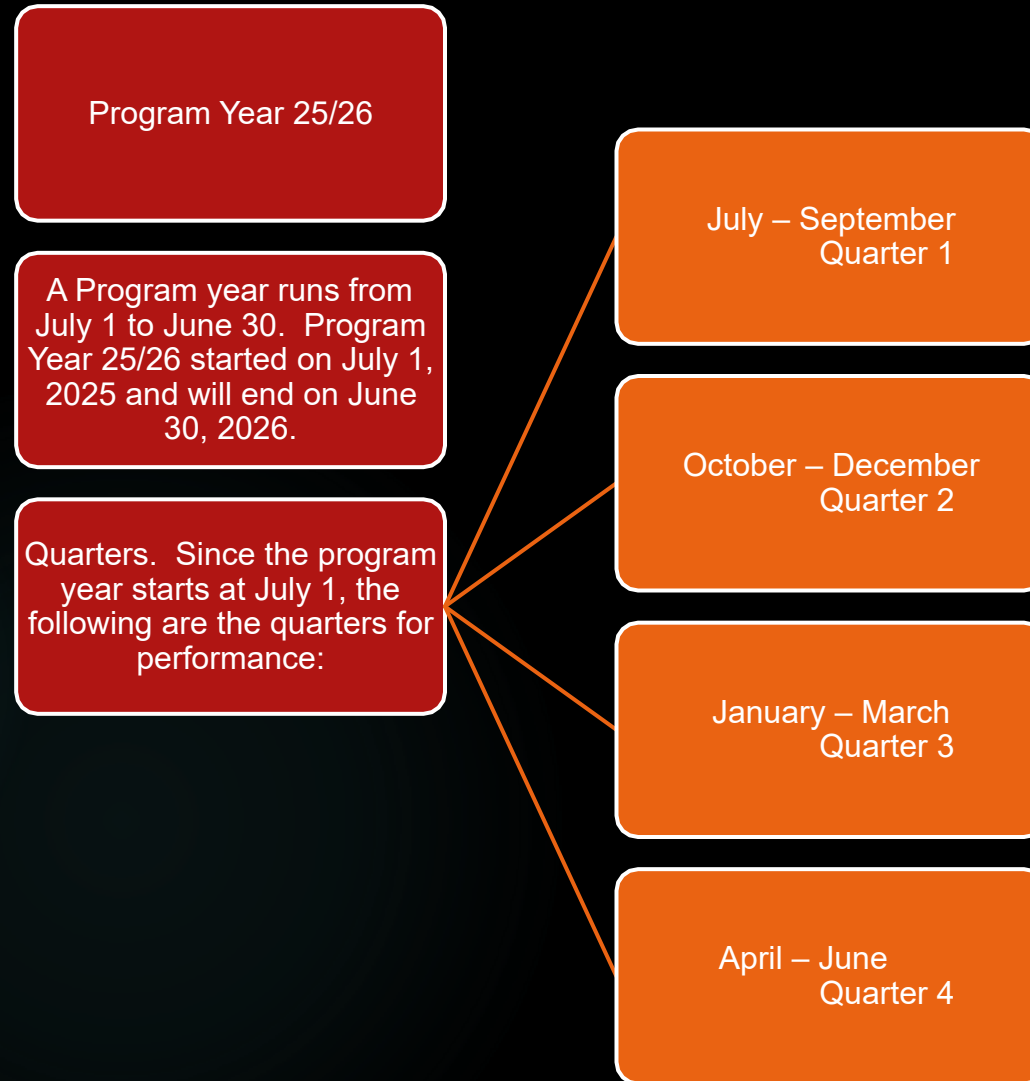 Program Year 25/26
A Program year runs from
July 1 to June 30.  Program
Year 25/26 started on July 1,
2025 and will end on June
30, 2026.
Quarters.  Since the program
year starts at July 1, the
following are the quarters for
performance:
July – September
Quarter 1
October – December
Quarter 2
January – March
Quarter 3
April – June
Quarter 4